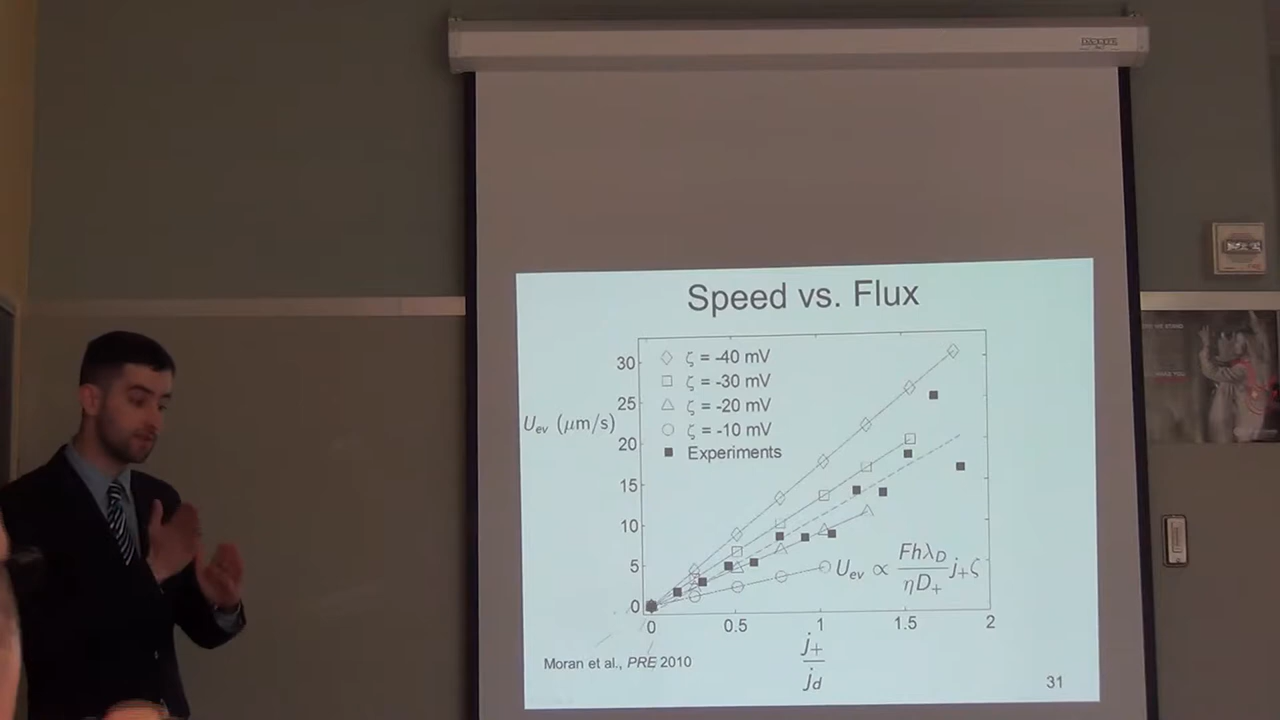 Speed vs. Flux
30
25
20
15
10
5
0
U_ev (μm/s)
ζ = -40 mV
ζ = -30 mV
ζ = -20 mV
ζ = -10 mV
Experiments
U_ev ∝ Fhλ_D / ηD_+ j_+ζ
0 0.5 1 1.5 2
j_+ / j_d
Moran et al., PRE 2010
31